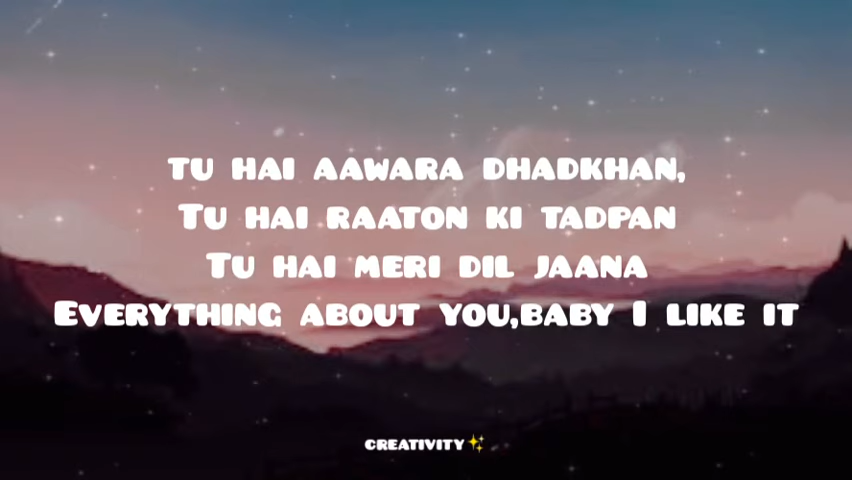 tu hai aawara dhadkhan,
Tu hai raaton ki tadpan
Tu hai meri dil jaana
Everything about you,baby I like it
creativity✨